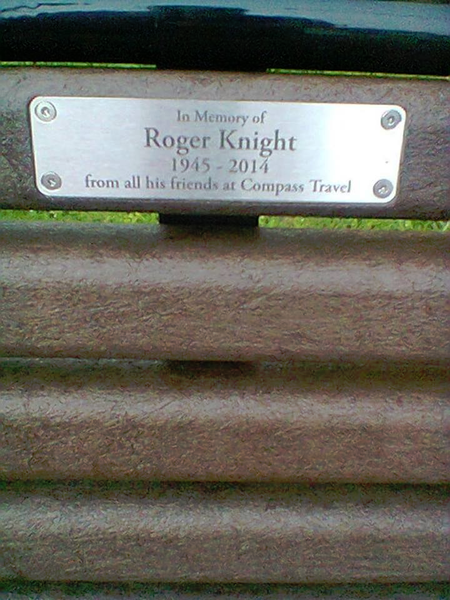 In Memory of
Roger Knight
1945 - 2014
from all his friends at Compass Travel